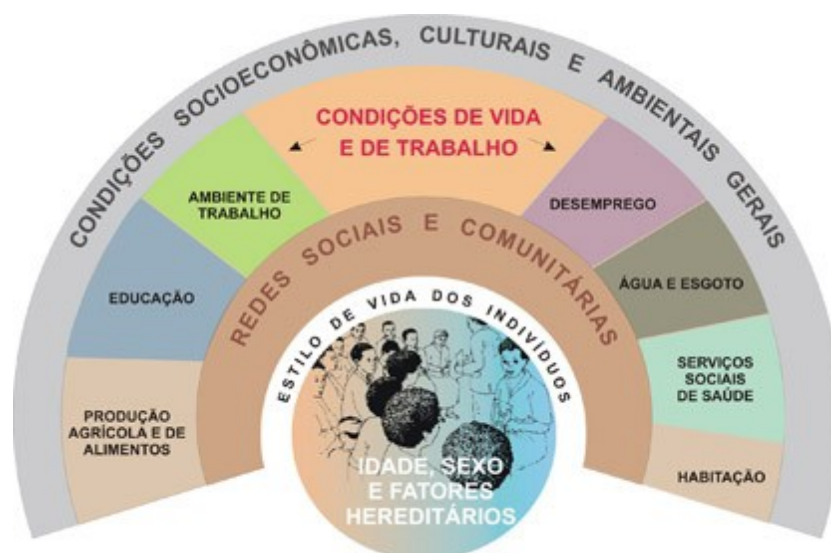 CONDIÇÕES SOCIOECONÔMICAS, CULTURAIS E AMBIENTAIS GERAIS
CONDIÇÕES DE VIDA
E DE TRABALHO
AMBIENTE DE
TRABALHO
DESEMPREGO
EDUCAÇÃO
ÁGUA E ESGOTO
PRODUÇÃO
AGRÍCOLA E DE
ALIMENTOS
SERVIÇOS
SOCIAIS
DE SAÚDE
HABITAÇÃO
REDES SOCIAIS E COMUNITÁRIAS
ESTILO DE VIDA DOS INDIVÍDUOS
IDADE, SEXO
E FATORES
HEREDITÁRIOS